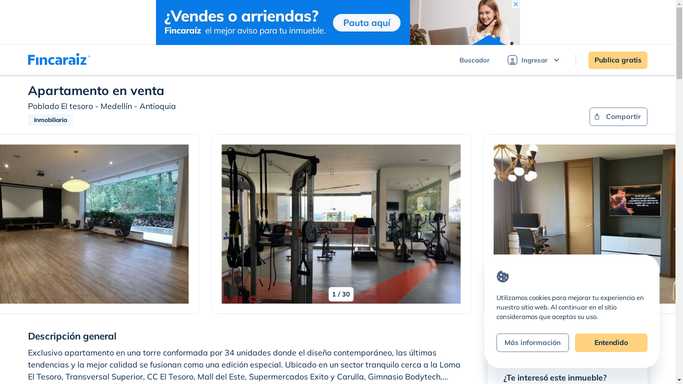 ¿Vendes o arriendas?
Fincaraíz el mejor aviso para tu inmueble.
Pauta aquí
Fincaraíz
Buscador
Ingresar
Publica gratis
Apartamento en venta
Poblado El tesoro - Medellín - Antioquia
Inmobiliaria
Compartir
1 / 30
Utilizamos cookies para mejorar tu experiencia en
nuestro sitio web. Al continuar en el sitio
consideramos que aceptas su uso.
Más información
Entendido
Descripción general
Exclusivo apartamento en una torre conformada por 34 unidades donde el diseño contemporáneo, las últimas
tendencias y la mejor calidad se fusionan como una edición especial. Ubicado en un sector tranquilo cerca a la Loma
El Tesoro, Transversal Superior, CC El Tesoro, Mall del Este, Supermercados Exito y Carulla, Gimnasio Bodytech,...
¿Te interesó este inmueble?